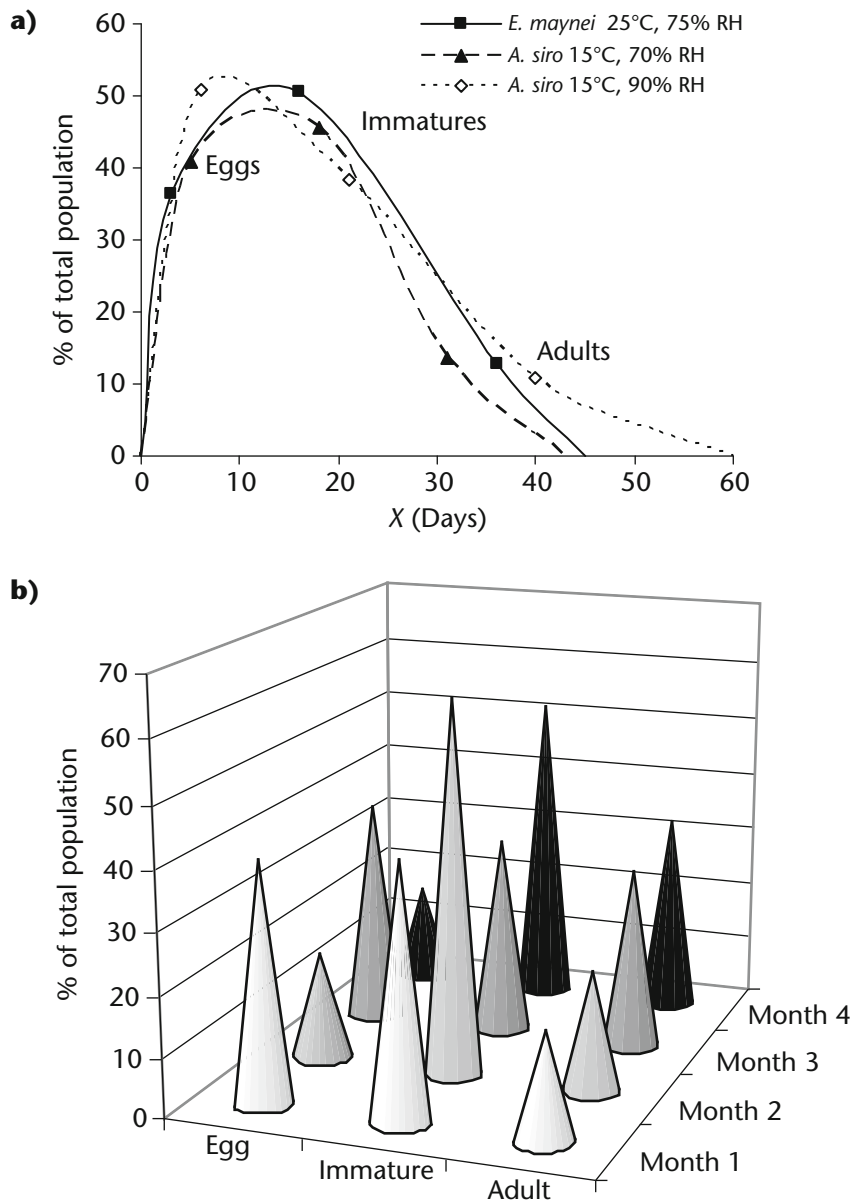 a)
60
50
40
30
20
10
0
% of total population
E. maynei 25°C, 75% RH
A. siro 15°C, 70% RH
A. siro 15°C, 90% RH
Eggs
Immatures
Adults
0 10 20 30 40 50 60
X (Days)
b)
70
60
50
40
30
20
10
0
% of total population
Egg
Immature
Adult
Month 1
Month 2
Month 3
Month 4